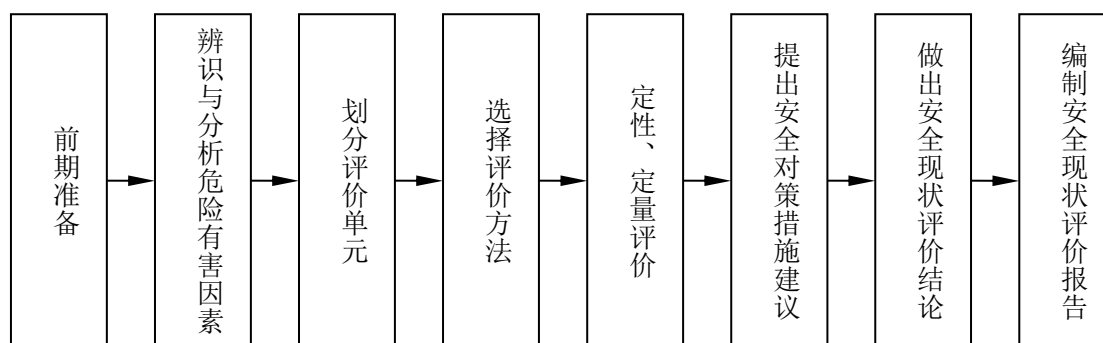 前期准备
辨识与分析危险有害因素
划分评价单元
选择评价方法
定性、定量评价
提出安全对策措施建议
做出安全现状评价结论
编制安全现状评价报告